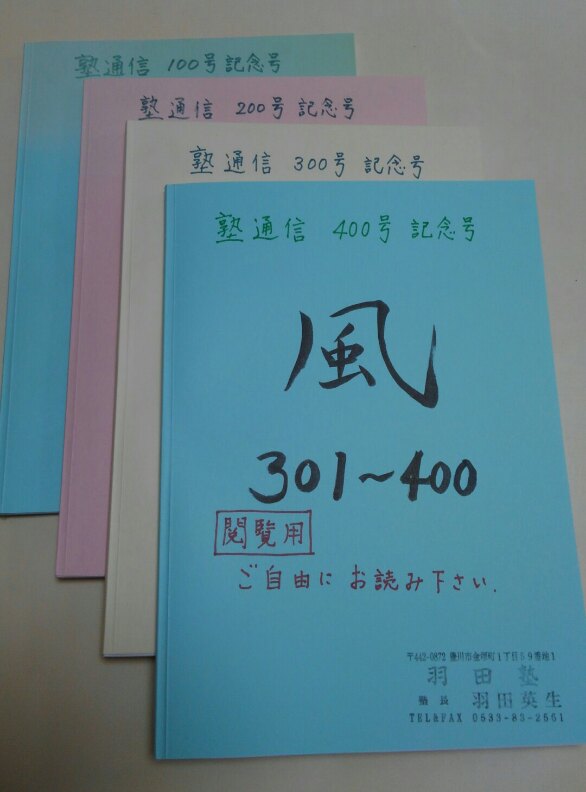 塾通信 100号 記念号
塾通信 200号 記念号
塾通信 300号 記念号
塾通信 400号 記念号
風
301~400
閲覧用
ご自由に お読み下さい.
〒442-0872 豊川市金塚町1丁目59番地1
羽田塾
塾長 羽田英生
TEL&FAX 0533-83-2551